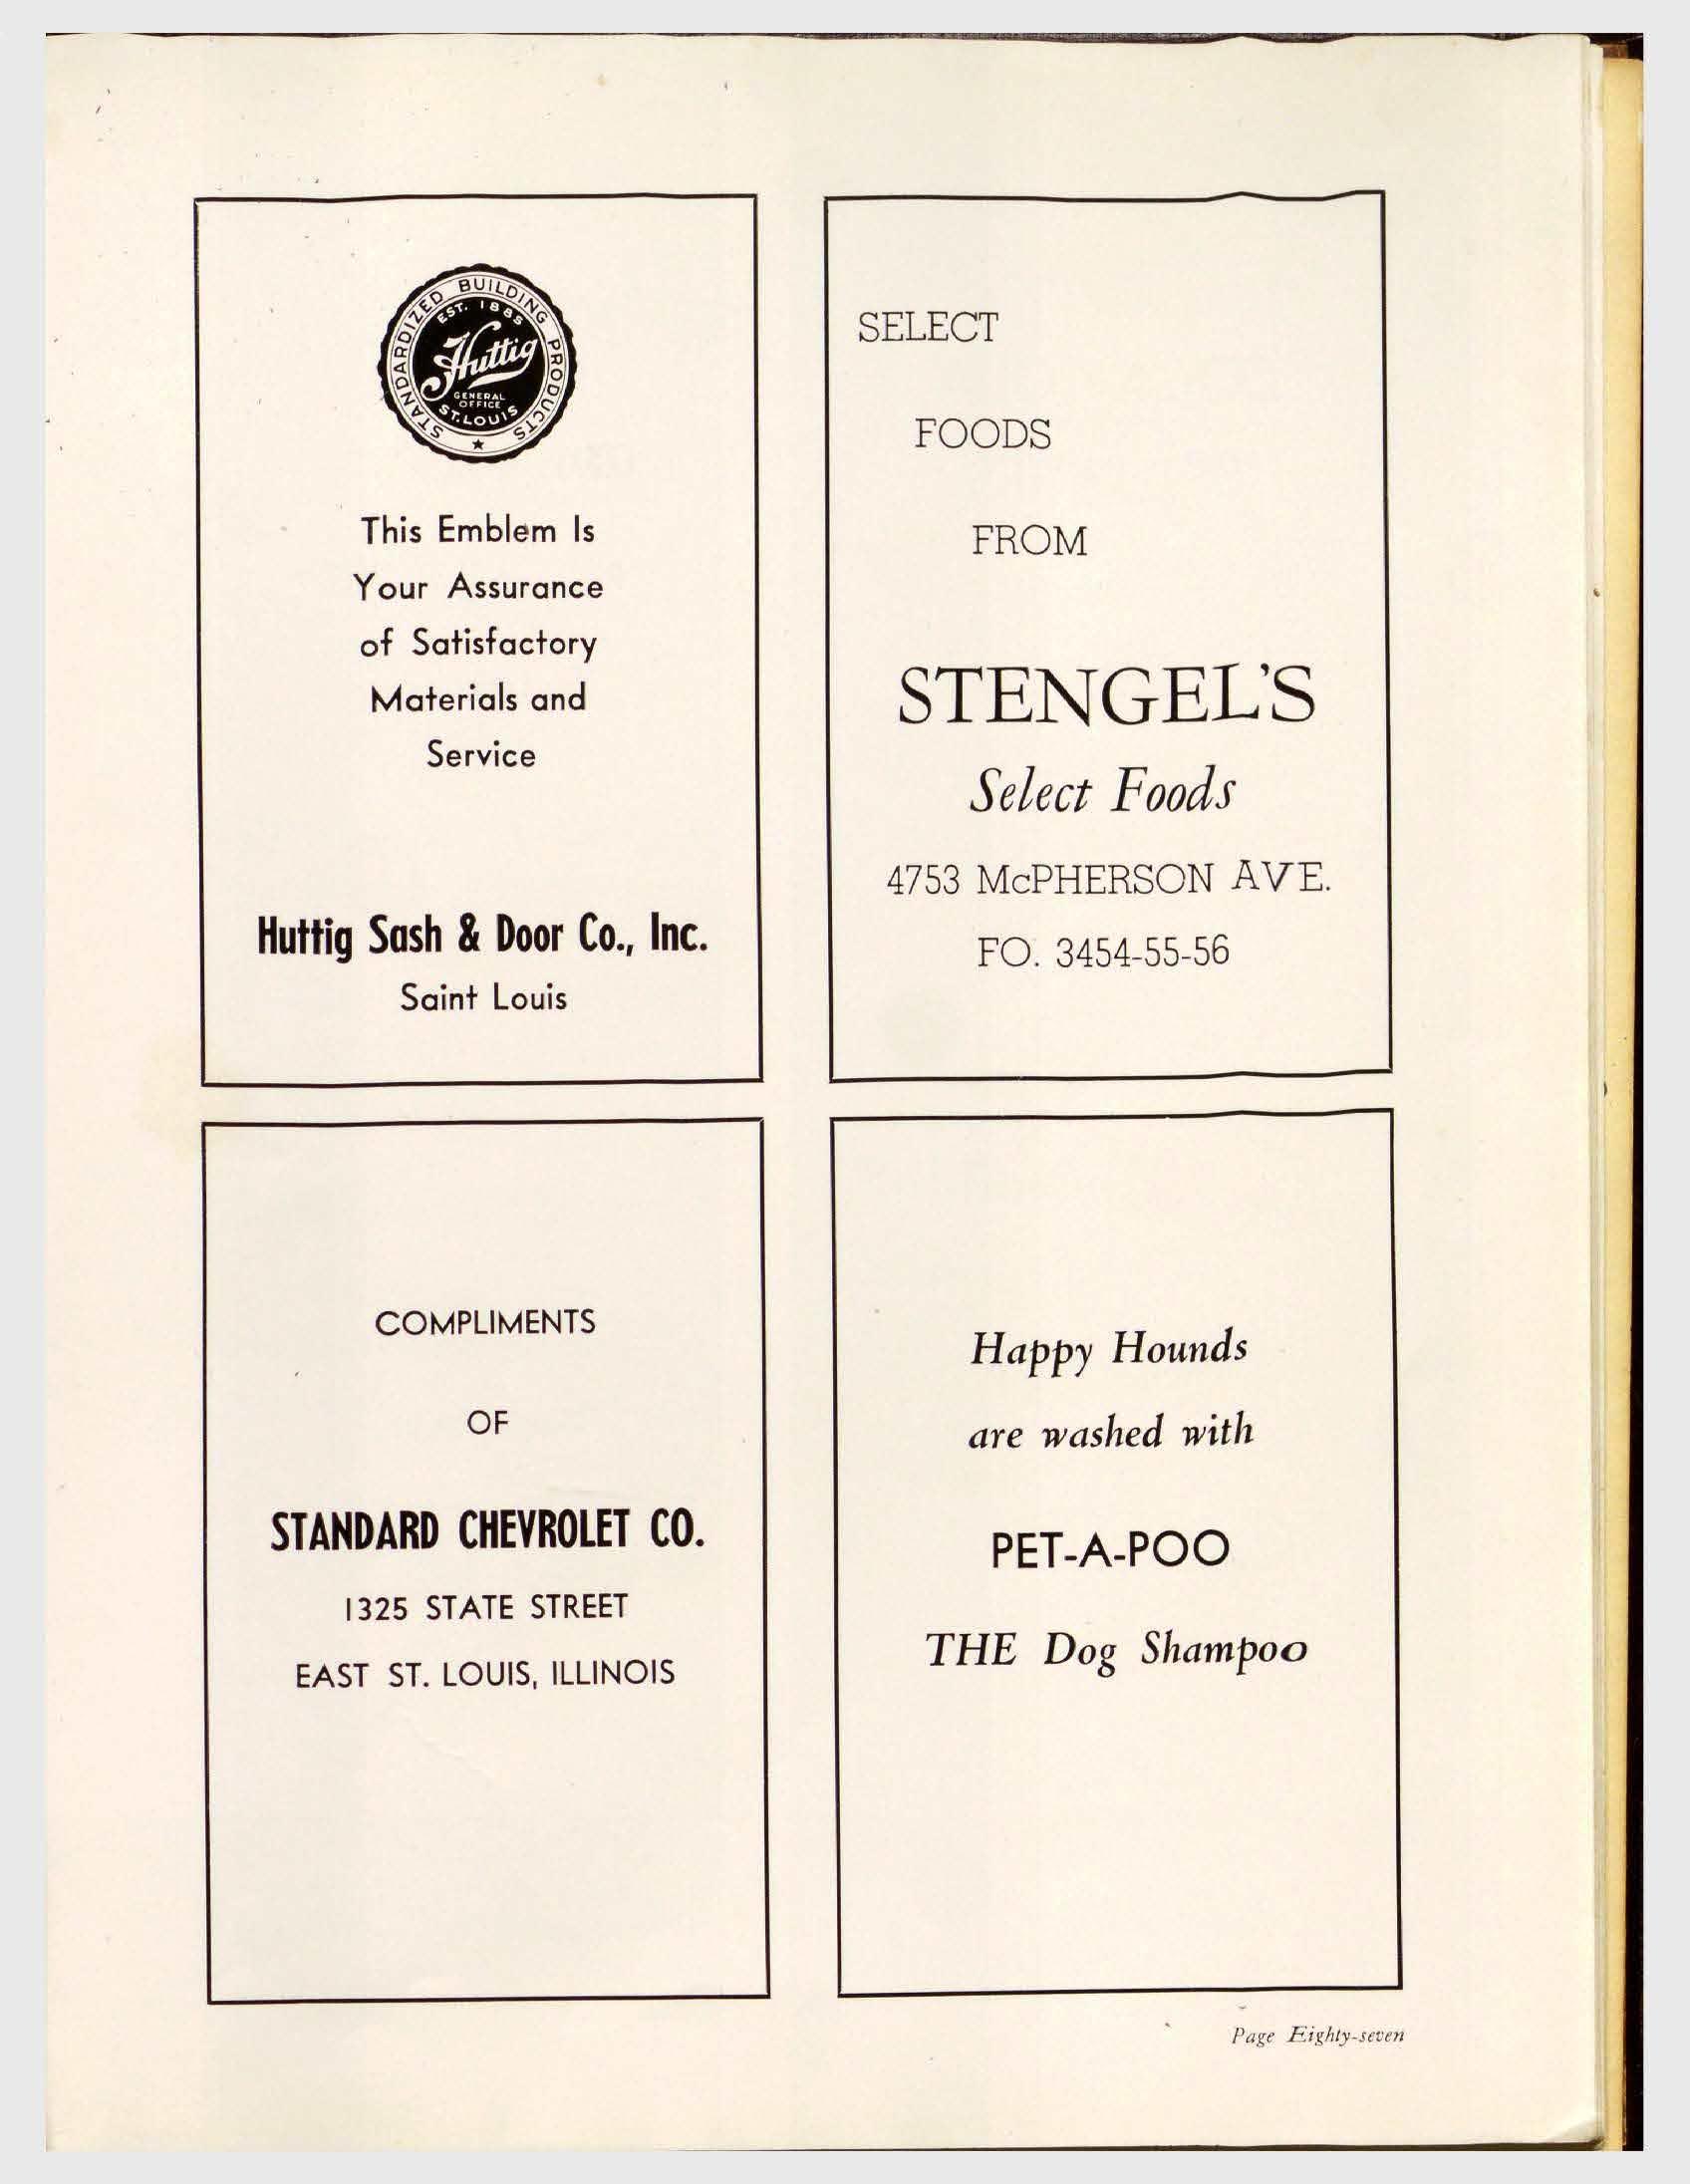 STANDARDIZED BUILDING PRODUCTS
EST. 1885
Huttig
GENERAL
OFFICE
ST. LOUIS
This Emblem Is
Your Assurance
of Satisfactory
Materials and
Service
Huttig Sash & Door Co., Inc.
Saint Louis
SELECT
FOODS
FROM
STENGEL'S
Select Foods
4753 McPHERSON AVE.
FO. 3454-55-56
COMPLIMENTS
OF
STANDARD CHEVROLET CO.
1325 STATE STREET
EAST ST. LOUIS, ILLINOIS
Happy Hounds
are washed with
PET-A-POO
THE Dog Shampoo
Page Eighty-seven